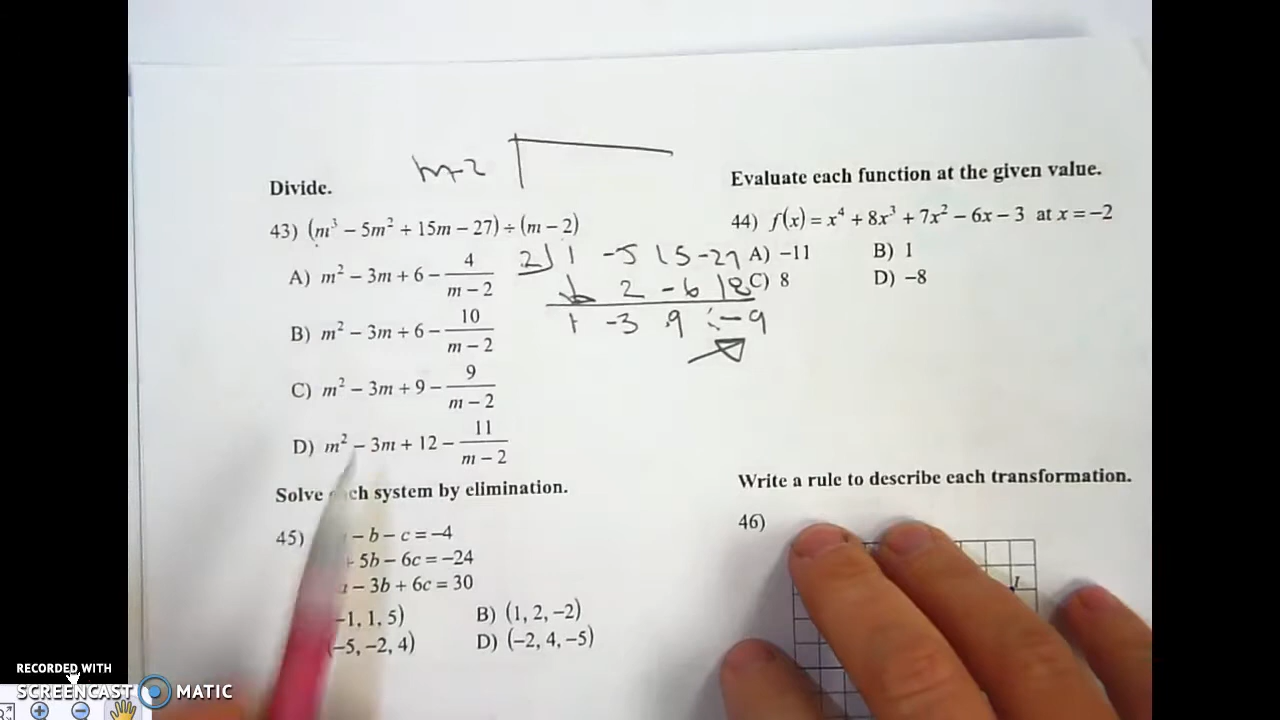 m-2
Divide.
43) (m³ − 5m² + 15m − 27) ÷ (m − 2)
A) m² − 3m + 6 − 4/(m − 2)
B) m² − 3m + 6 − 10/(m − 2)
C) m² − 3m + 9 − 9/(m − 2)
D) m² − 3m + 12 − 11/(m − 2)
2 1 -5 15 -27
2 -6 18
1 -3 9 -9
Evaluate each function at the given value.
44) f(x) = x⁴ + 8x³ + 7x² − 6x − 3 at x = −2
A) −11 B) 1
C) 8 D) −8
Solve system by elimination.
45) − b − c = −4
5b − 6c = −24
− 3b + 6c = 30
−1, 1, 5) B) (1, 2, −2)
−5, −2, 4) D) (−2, 4, −5)
Write a rule to describe each transformation.
46)
RECORDED WITH
SCREENCAST MATIC